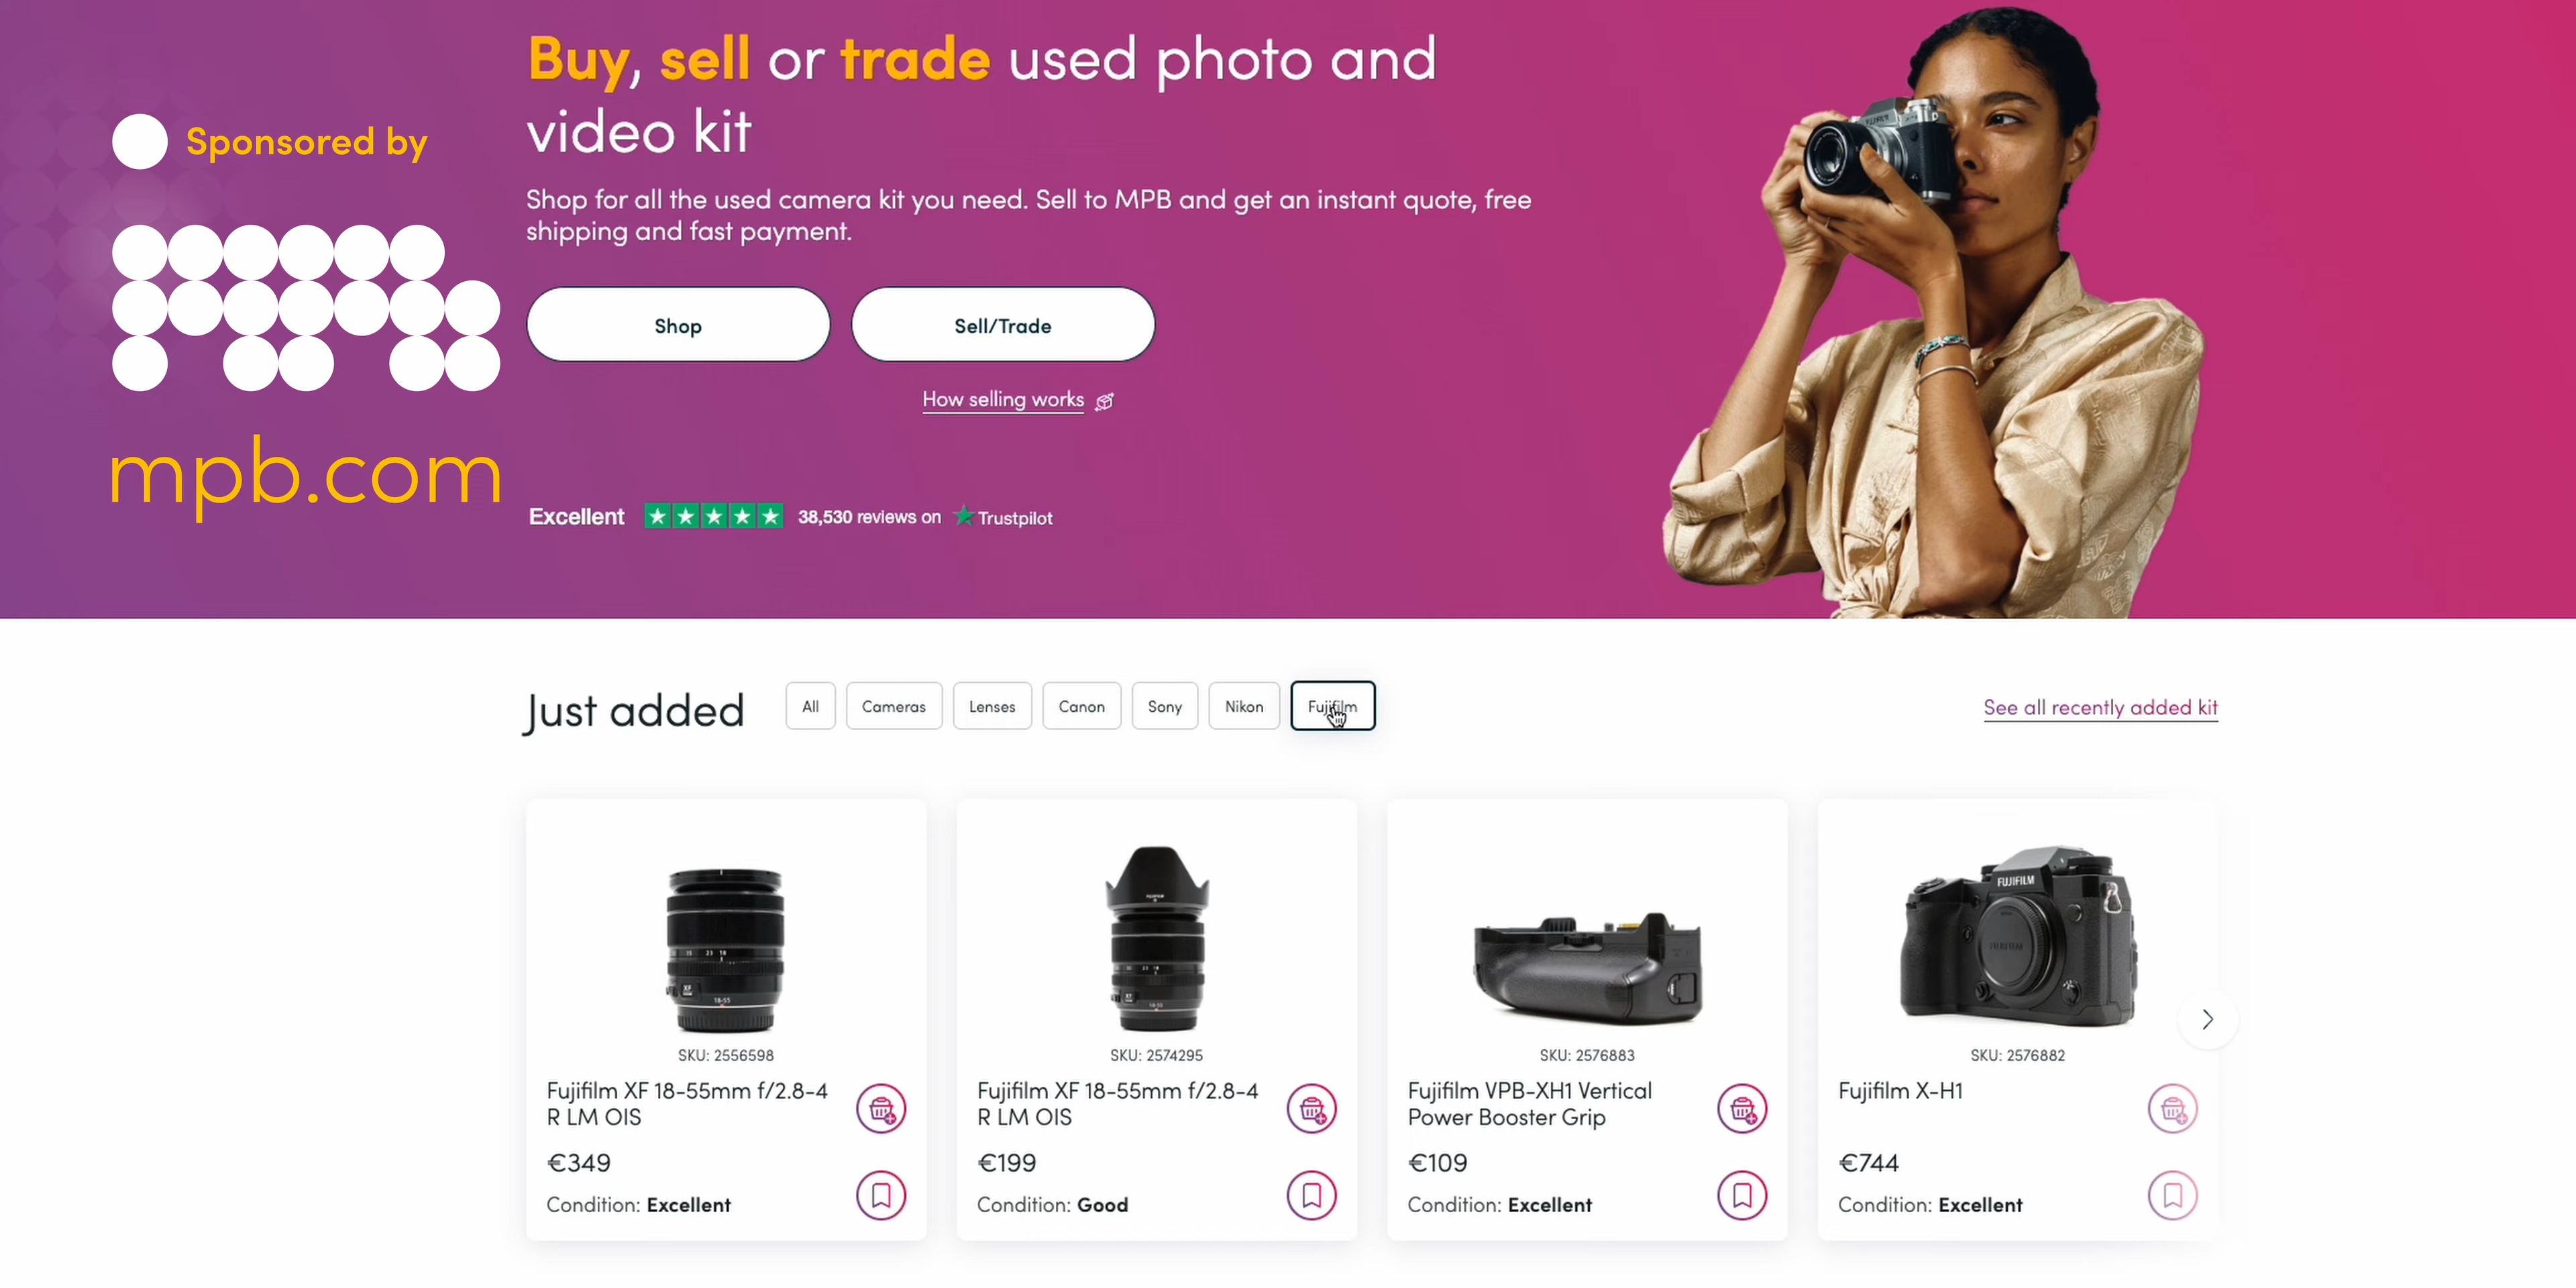 Buy, sell or trade used photo and
video kit
Sponsored by
Shop for all the used camera kit you need. Sell to MPB and get an instant quote, free
shipping and fast payment.
Shop
Sell/Trade
How selling works
mpb.com
Excellent
38,530 reviews on
Trustpilot
Just added
All
Cameras
Lenses
Canon
Sony
Nikon
Fujifilm
See all recently added kit
SKU: 2556598
Fujifilm XF 18-55mm f/2.8-4
R LM OIS
€349
Condition: Excellent
SKU: 2574295
Fujifilm XF 18-55mm f/2.8-4
R LM OIS
€199
Condition: Good
SKU: 2576883
Fujifilm VPB-XH1 Vertical
Power Booster Grip
€109
Condition: Excellent
FUJIFILM
SKU: 2576882
Fujifilm X-H1
€744
Condition: Excellent